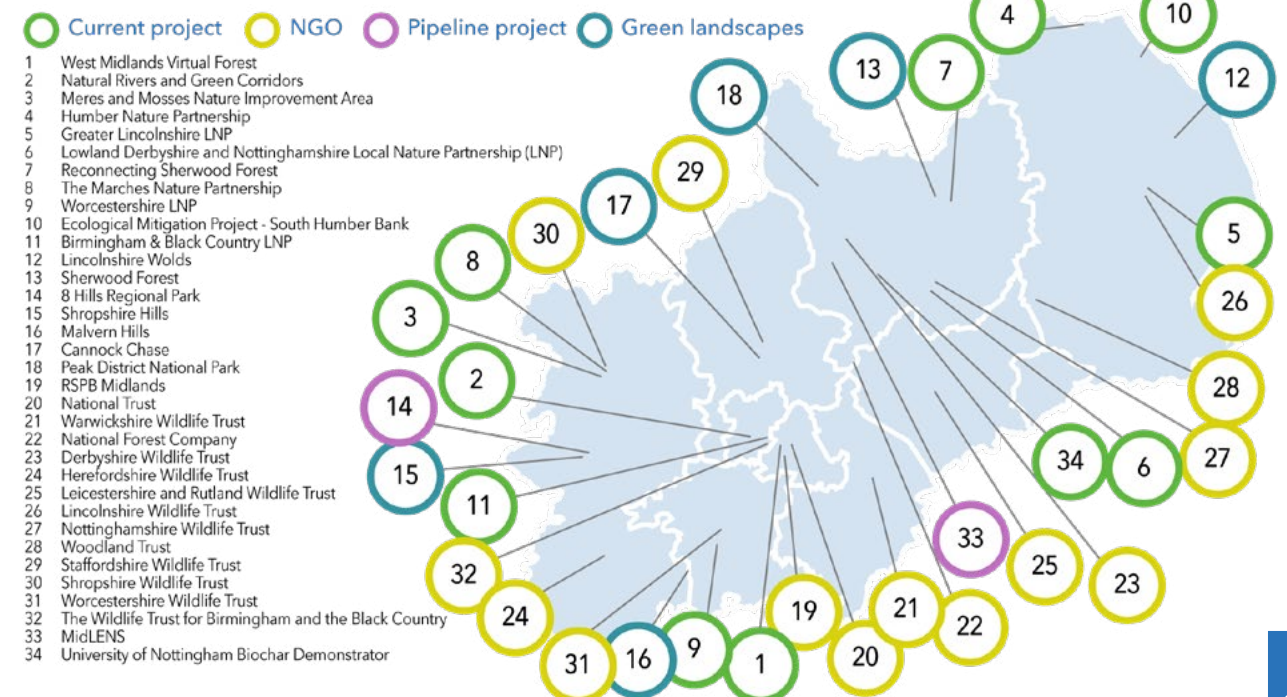 Current project NGO Pipeline project Green landscapes
1 West Midlands Virtual Forest
2 Natural Rivers and Green Corridors
3 Meres and Mosses Nature Improvement Area
4 Humber Nature Partnership
5 Greater Lincolnshire LNP
6 Lowland Derbyshire and Nottinghamshire Local Nature Partnership (LNP)
7 Reconnecting Sherwood Forest
8 The Marches Nature Partnership
9 Worcestershire LNP
10 Ecological Mitigation Project - South Humber Bank
11 Birmingham & Black Country LNP
12 Lincolnshire Wolds
13 Sherwood Forest
14 8 Hills Regional Park
15 Shropshire Hills
16 Malvern Hills
17 Cannock Chase
18 Peak District National Park
19 RSPB Midlands
20 National Trust
21 Warwickshire Wildlife Trust
22 National Forest Company
23 Derbyshire Wildlife Trust
24 Herefordshire Wildlife Trust
25 Leicestershire and Rutland Wildlife Trust
26 Lincolnshire Wildlife Trust
27 Nottinghamshire Wildlife Trust
28 Woodland Trust
29 Staffordshire Wildlife Trust
30 Shropshire Wildlife Trust
31 Worcestershire Wildlife Trust
32 The Wildlife Trust for Birmingham and the Black Country
33 MidLENS
34 University of Nottingham Biochar Demonstrator
4
10
13
7
12
18
29
17
30
5
8
26
3
2
28
14
34
6
27
15
11
33
25
32
23
24
19
21
22
31
16
9
1
20